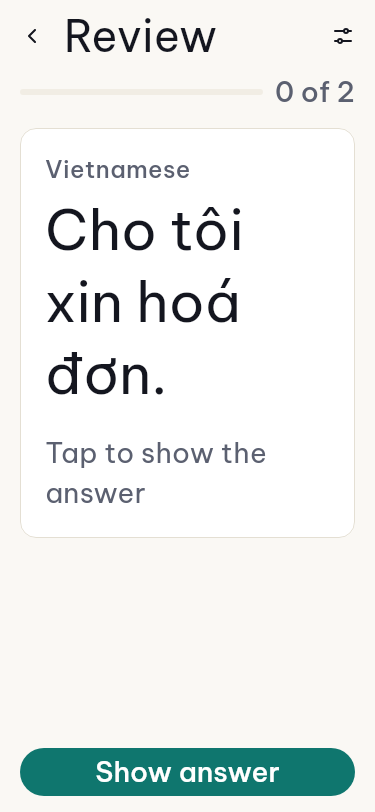 Review
0 of 2
Vietnamese
Cho tôi
xin hoá
đơn.
Tap to show the
answer
Show answer